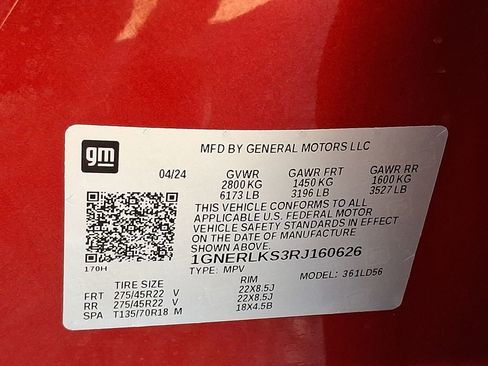 gm
MFD BY GENERAL MOTORS LLC
04/24 GVWR GAWR FRT GAWR RR
2800 KG 1450 KG 1600 KG
6173 LB 3196 LB 3527 LB
THIS VEHICLE CONFORMS TO ALL
APPLICABLE U.S. FEDERAL MOTOR
VEHICLE SAFETY STANDARDS IN EFFECT
ON THE DATE OF MANUFACTURE
SHOWN ABOVE.
1GNERLKS3RJ160626
170H TYPE: MPV MODEL: 361LD56
TIRE SIZE RIM
FRT 275/45R22 V 22X8.5J
RR 275/45R22 V 22X8.5J
SPA T135/70R18 M 18X4.5B